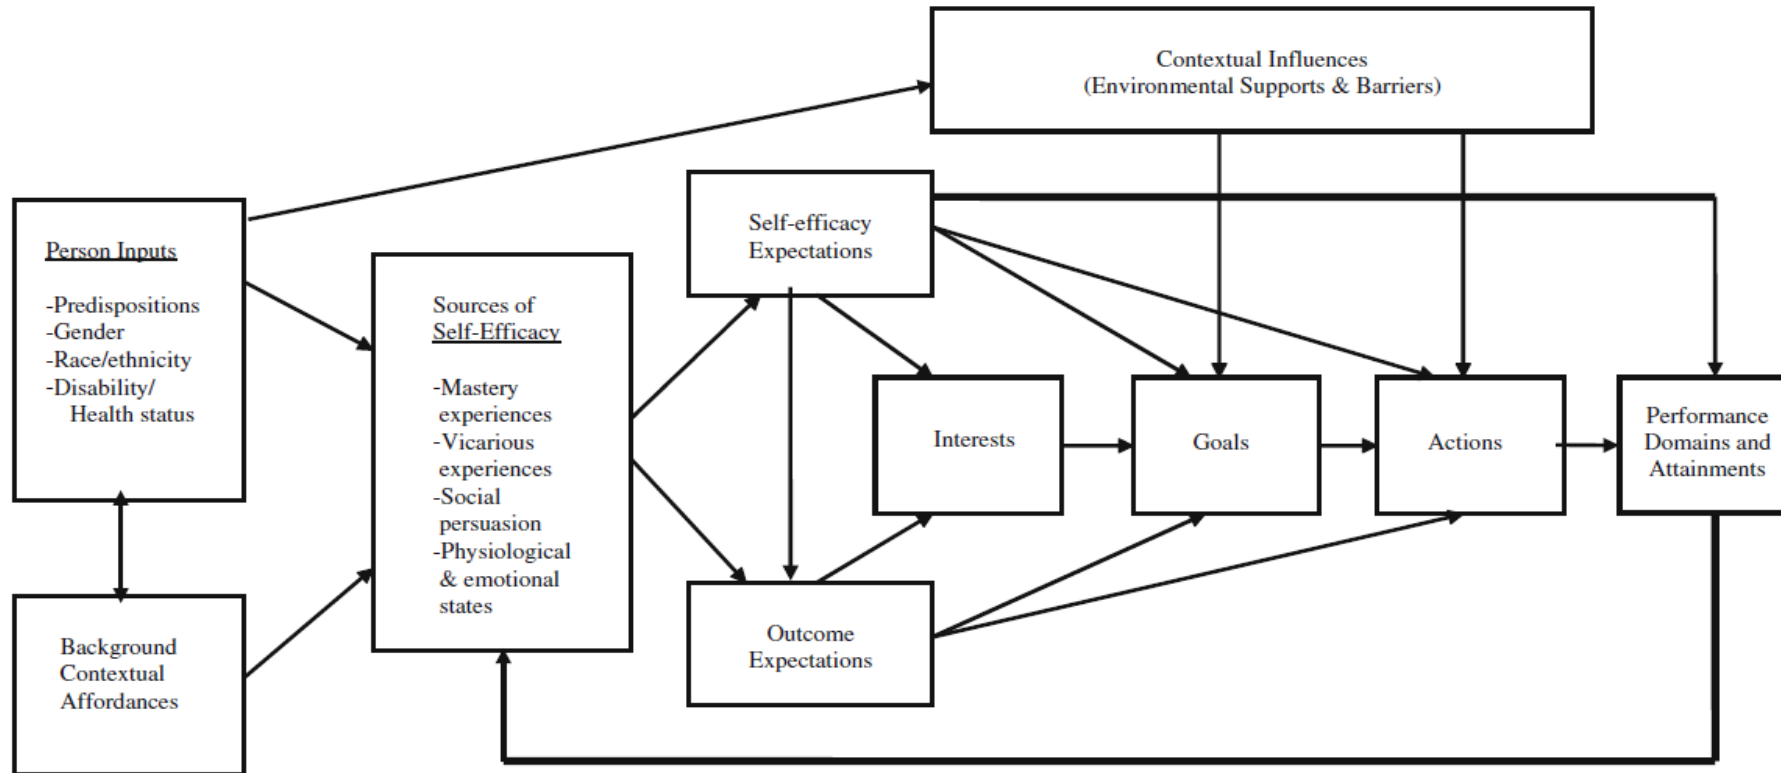 Contextual Influences
(Environmental Supports & Barriers)
Person Inputs
-Predispositions
-Gender
-Race/ethnicity
-Disability/
Health status
Background
Contextual
Affordances
Sources of
Self-Efficacy
-Mastery
experiences
-Vicarious
experiences
-Social
persuasion
-Physiological
& emotional
states
Self-efficacy
Expectations
Outcome
Expectations
Interests
Goals
Actions
Performance
Domains and
Attainments